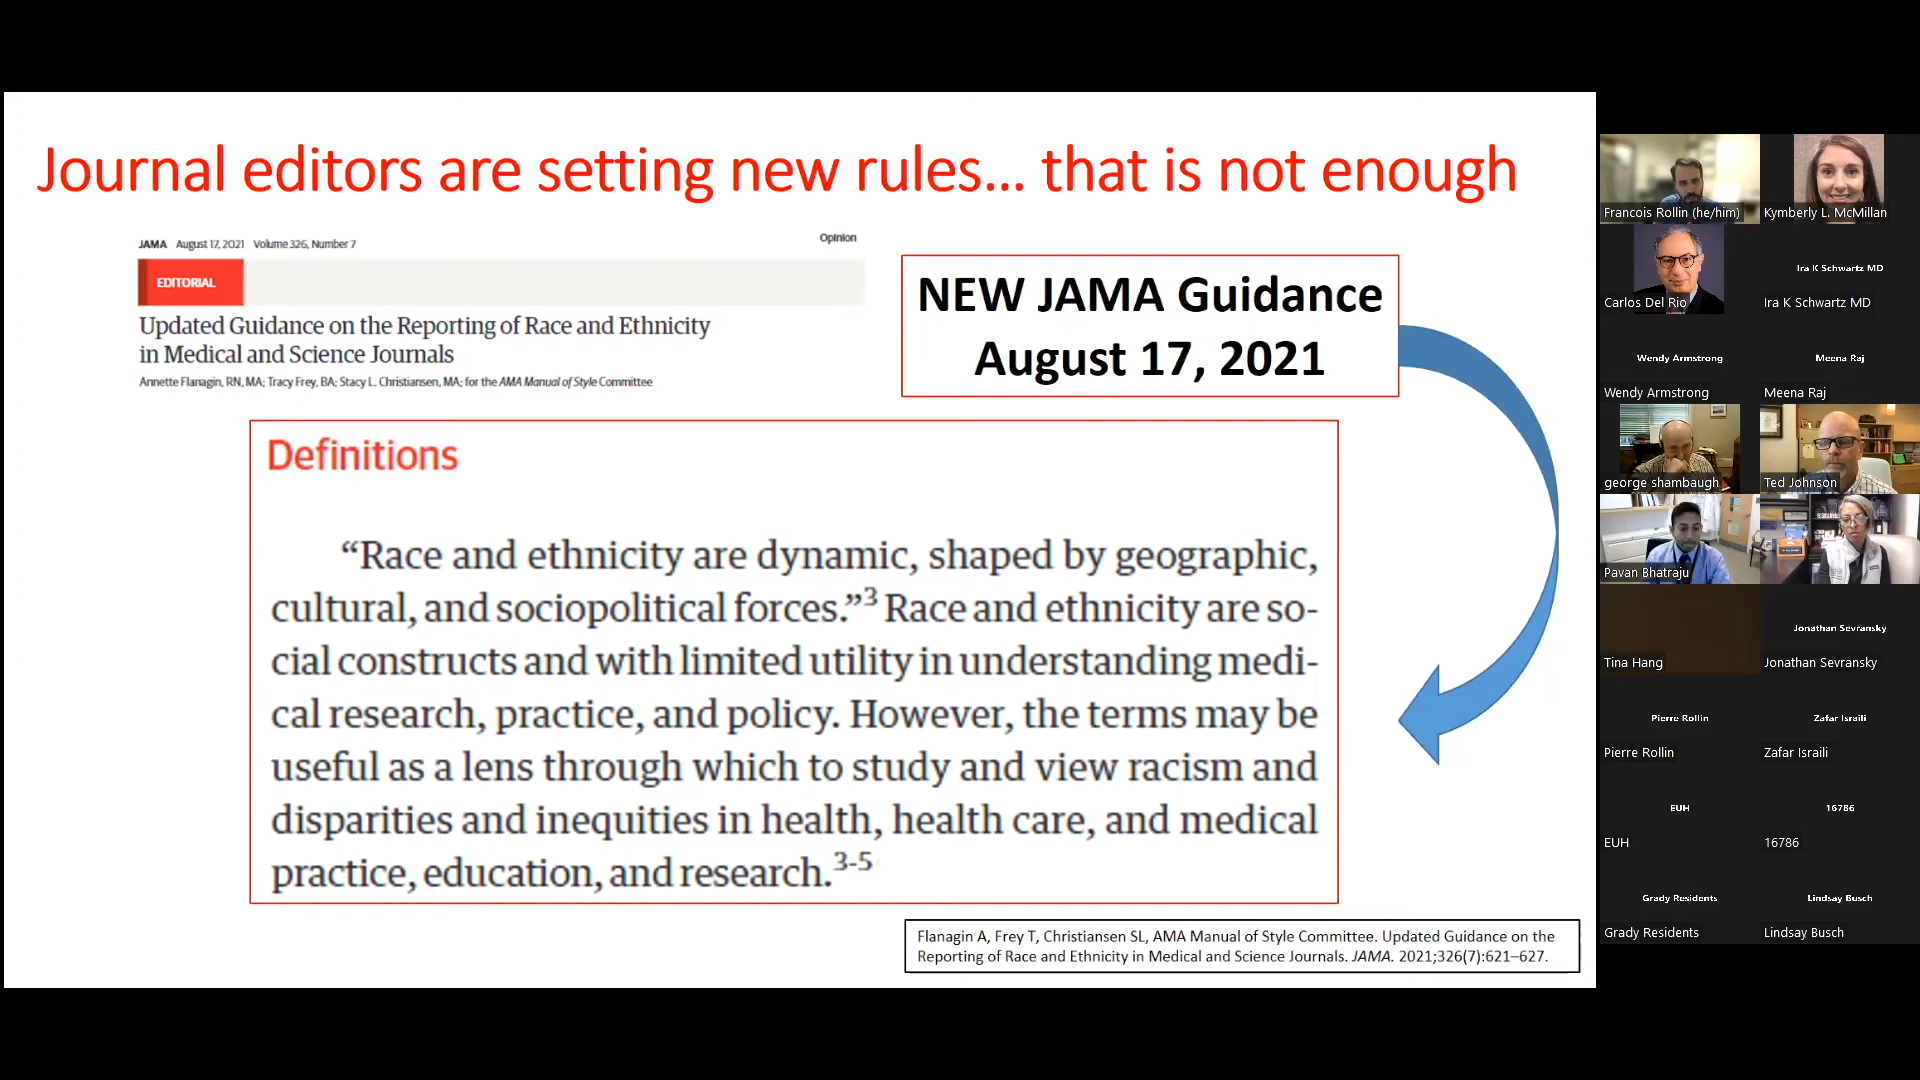 Journal editors are setting new rules... that is not enough
JAMA August 17, 2021 Volume 326, Number 7
Opinion
EDITORIAL
Updated Guidance on the Reporting of Race and Ethnicity
in Medical and Science Journals
Annette Flanagin, RN, MA; Tracy Frey, BA; Stacy L. Christiansen, MA; for the AMA Manual of Style Committee
NEW JAMA Guidance
August 17, 2021
Definitions
“Race and ethnicity are dynamic, shaped by geographic,
cultural, and sociopolitical forces.”3 Race and ethnicity are so-
cial constructs and with limited utility in understanding medi-
cal research, practice, and policy. However, the terms may be
useful as a lens through which to study and view racism and
disparities and inequities in health, health care, and medical
practice, education, and research.3-5
Flanagin A, Frey T, Christiansen SL, AMA Manual of Style Committee. Updated Guidance on the
Reporting of Race and Ethnicity in Medical and Science Journals. JAMA. 2021;326(7):621–627.
Francois Rollin (he/him)
Kymberly L. McMillan
Carlos Del Rio
Ira K Schwartz MD
Ira K Schwartz MD
Wendy Armstrong
Wendy Armstrong
Meena Raj
Meena Raj
george shambaugh
Ted Johnson
Pavan Bhatraju
Tina Hang
Jonathan Sevransky
Jonathan Sevransky
Pierre Rollin
Pierre Rollin
Zafar Israili
Zafar Israili
EUH
EUH
16786
16786
Grady Residents
Grady Residents
Lindsay Busch
Lindsay Busch